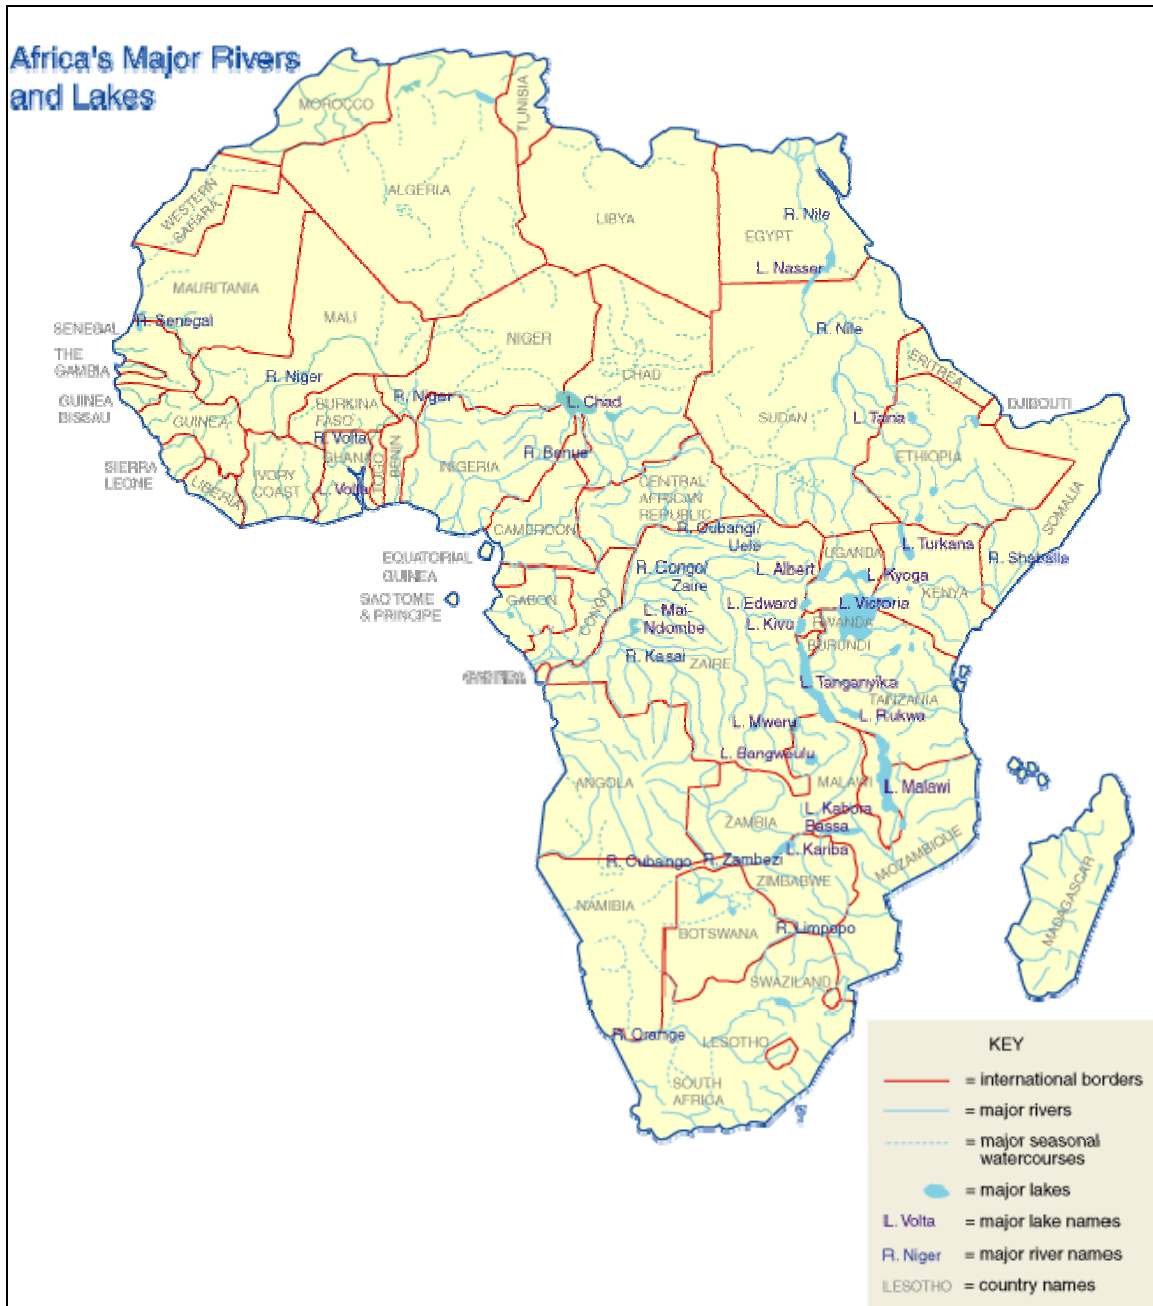 Africa's Major Rivers
and Lakes
MOROCCO
TUNISIA
ALGERIA
LIBYA
EGYPT
R. Nile
L. Nasser
WESTERN
SAHARA
MAURITANIA
MALI
NIGER
CHAD
SUDAN
R. Nile
ERITREA
DJIBOUTI
SENEGAL
R. Senegal
THE
GAMBIA
GUINEA
BISSAU
GUINEA
SIERRA
LEONE
LIBERIA
IVORY
COAST
R. Niger
BURKINA
FASO
R. Niger
R. Volta
GHANA
L. Volta
TOGO
BENIN
NIGERIA
R. Benue
L. Chad
L. Tana
ETHIOPIA
SOMALIA
CENTRAL
AFRICAN
REPUBLIC
CAMEROON
R. Oubangi/
Uele
EQUATORIAL
GUINEA
SAO TOME
& PRINCIPE
GABON
CONGO
R. Congo/
Zaire
L. Albert
UGANDA
L. Turkana
R. Shabelle
L. Kyoga
KENYA
L. Edward
L. Victoria
L. Mai-
Ndombe
L. Kivu
RWANDA
BURUNDI
R. Kasai
ZAIRE
L. Tanganyika
TANZANIA
L. Rukwa
L. Mweru
L. Bangweulu
ANGOLA
MALAWI
L. Malawi
ZAMBIA
L. Kabora
Bassa
L. Kariba
MOZAMBIQUE
R. Cubango
R. Zambezi
ZIMBABWE
NAMIBIA
BOTSWANA
R. Limpopo
MADAGASCAR
SWAZILAND
R. Orange
LESOTHO
SOUTH
AFRICA
KEY
= international borders
= major rivers
= major seasonal
watercourses
= major lakes
L. Volta = major lake names
R. Niger = major river names
LESOTHO = country names